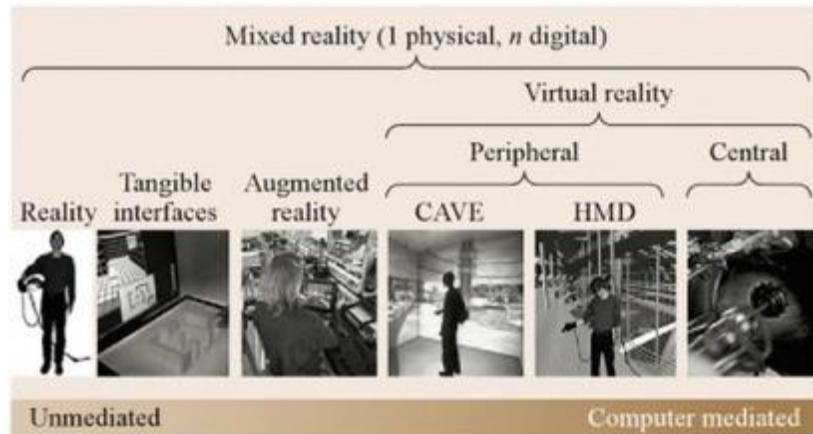 Mixed reality (1 physical, n digital)
Virtual reality
Peripheral
Central
Tangible
interfaces
Augmented
reality
Reality
CAVE
HMD
Unmediated
Computer mediated